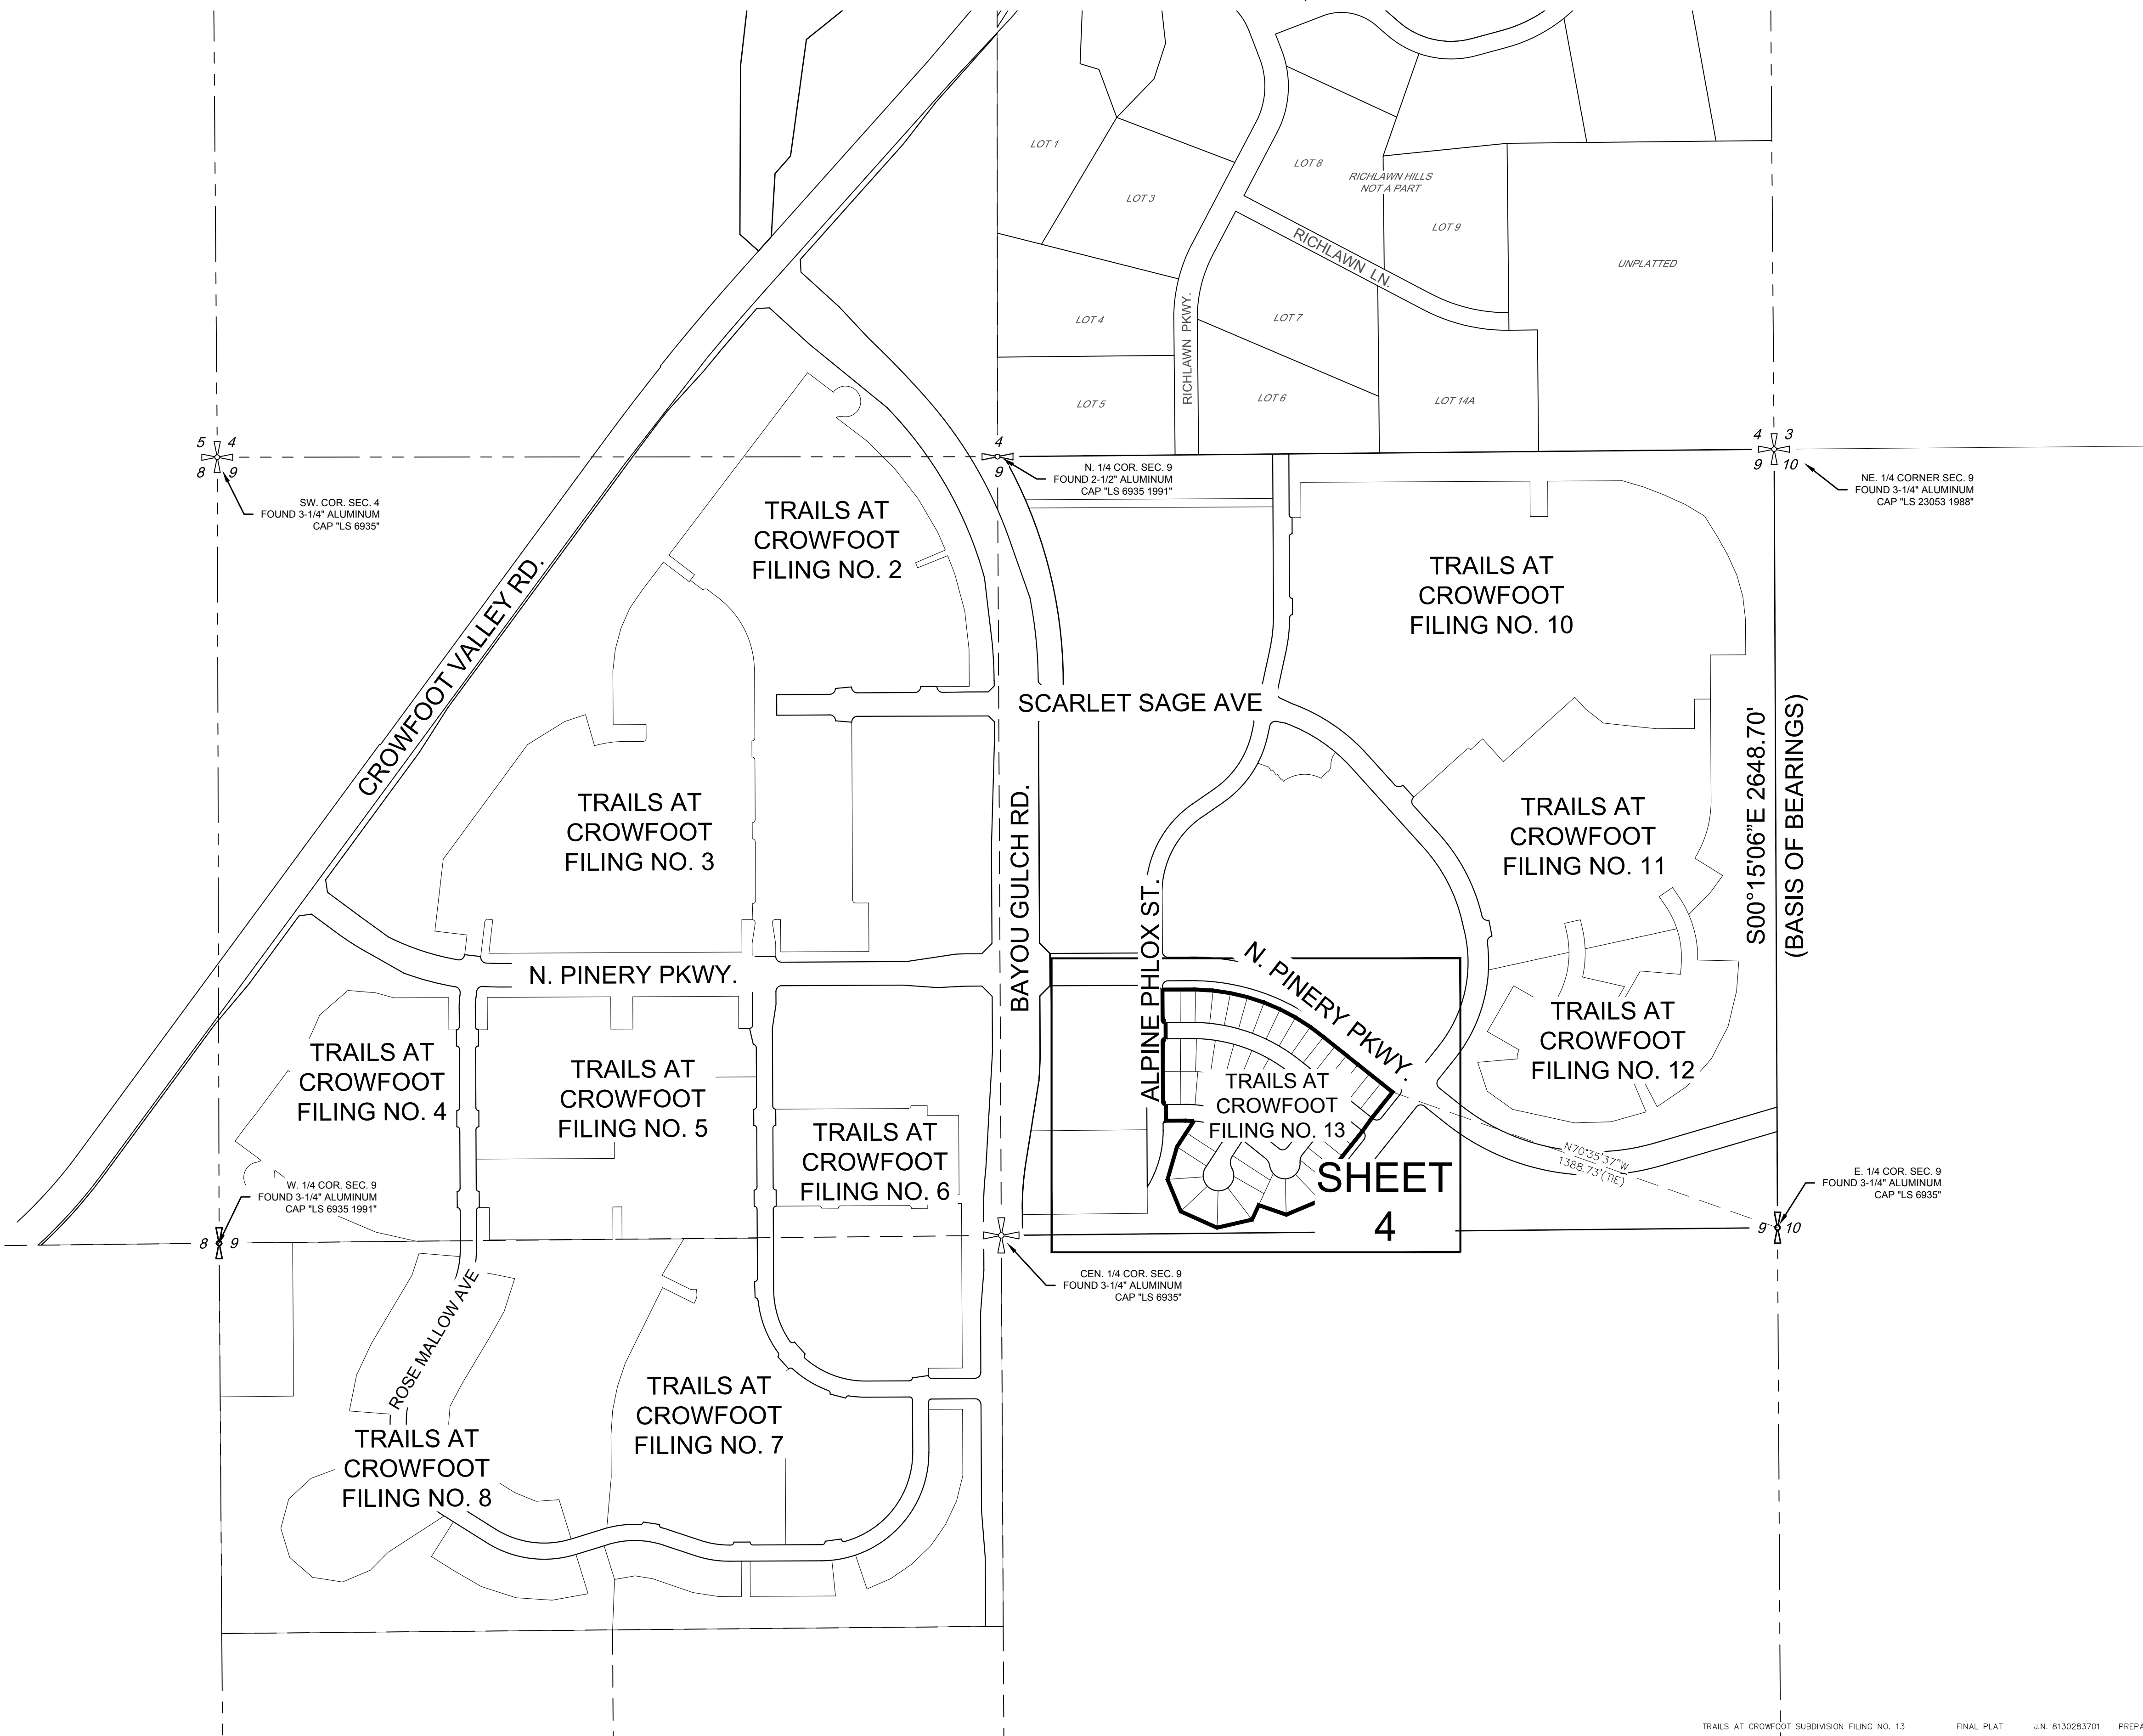 LOT 1
LOT 3
LOT 8
RICHLAWN HILLS
NOT A PART
LOT 9
RICHLAWN LN.
UNPLATTED
LOT 4
RICHLAWN PKWY.
LOT 7
LOT 5
LOT 6
LOT 14A
5 4
8 9
SW. COR. SEC. 4
FOUND 3-1/4" ALUMINUM
CAP "LS 6935"
4
9
N. 1/4 COR. SEC. 9
FOUND 2-1/2" ALUMINUM
CAP "LS 6935 1991"
4 3
9 10
NE. 1/4 CORNER SEC. 9
FOUND 3-1/4" ALUMINUM
CAP "LS 23053 1988"
TRAILS AT
CROWFOOT
FILING NO. 2
CROWFOOT VALLEY RD.
TRAILS AT
CROWFOOT
FILING NO. 10
SCARLET SAGE AVE
TRAILS AT
CROWFOOT
FILING NO. 3
BAYOU GULCH RD.
ALPINE PHLOX ST.
TRAILS AT
CROWFOOT
FILING NO. 11
S00°15'06"E 2648.70'
(BASIS OF BEARINGS)
N. PINERY PKWY.
N. PINERY PKWY.
TRAILS AT
CROWFOOT
FILING NO. 12
TRAILS AT
CROWFOOT
FILING NO. 4
TRAILS AT
CROWFOOT
FILING NO. 5
TRAILS AT
CROWFOOT
FILING NO. 6
TRAILS AT
CROWFOOT
FILING NO. 13
SHEET
4
N70°35'37"W
1388.73'(TIE)
W. 1/4 COR. SEC. 9
FOUND 3-1/4" ALUMINUM
CAP "LS 6935 1991"
8 9
E. 1/4 COR. SEC. 9
FOUND 3-1/4" ALUMINUM
CAP "LS 6935"
9 10
CEN. 1/4 COR. SEC. 9
FOUND 3-1/4" ALUMINUM
CAP "LS 6935"
ROSE MALLOW AVE
TRAILS AT
CROWFOOT
FILING NO. 7
TRAILS AT
CROWFOOT
FILING NO. 8
TRAILS AT CROWFOOT SUBDIVISION FILING NO. 13 FINAL PLAT J.N. 8130283701 PREPA